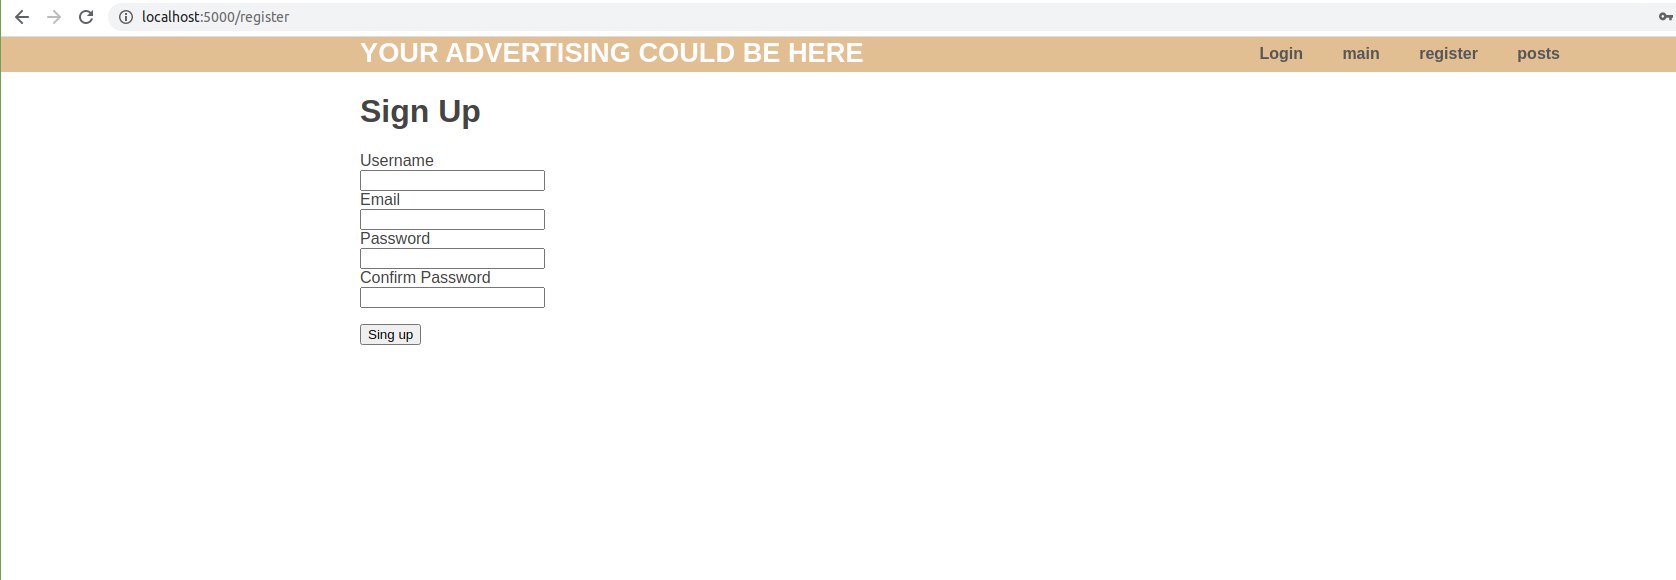 localhost:5000/register
YOUR ADVERTISING COULD BE HERE Login main register posts
Sign Up
Username
Email
Password
Confirm Password
Sing up